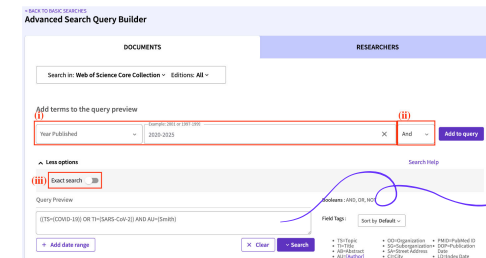 < BACK TO BASIC SEARCHES
Advanced Search Query Builder
DOCUMENTS
RESEARCHERS
Search in: Web of Science Core Collection Editions: All
Add terms to the query preview
(i)
(ii)
Example: 2001 or 1997-1999
Year Published
2020-2025
And
Add to query
Less options
Search Help
(iii) Exact search
Query Preview
Booleans : AND, OR, NOT
((TS=(COVID-19)) OR TI=(SARS-CoV-2)) AND AU=(Smith)
Field Tags : Sort by Default
+ Add date range
× Clear
Search
• TS=Topic
• TI=Title
• AB=Abstract
• AU=[Author]
• OG=Organization
• SG=Suborganization
• SA=Street Address
• CI=City
• PMID=PubMed ID
• DOP=Publication Date
• LD=Index Date